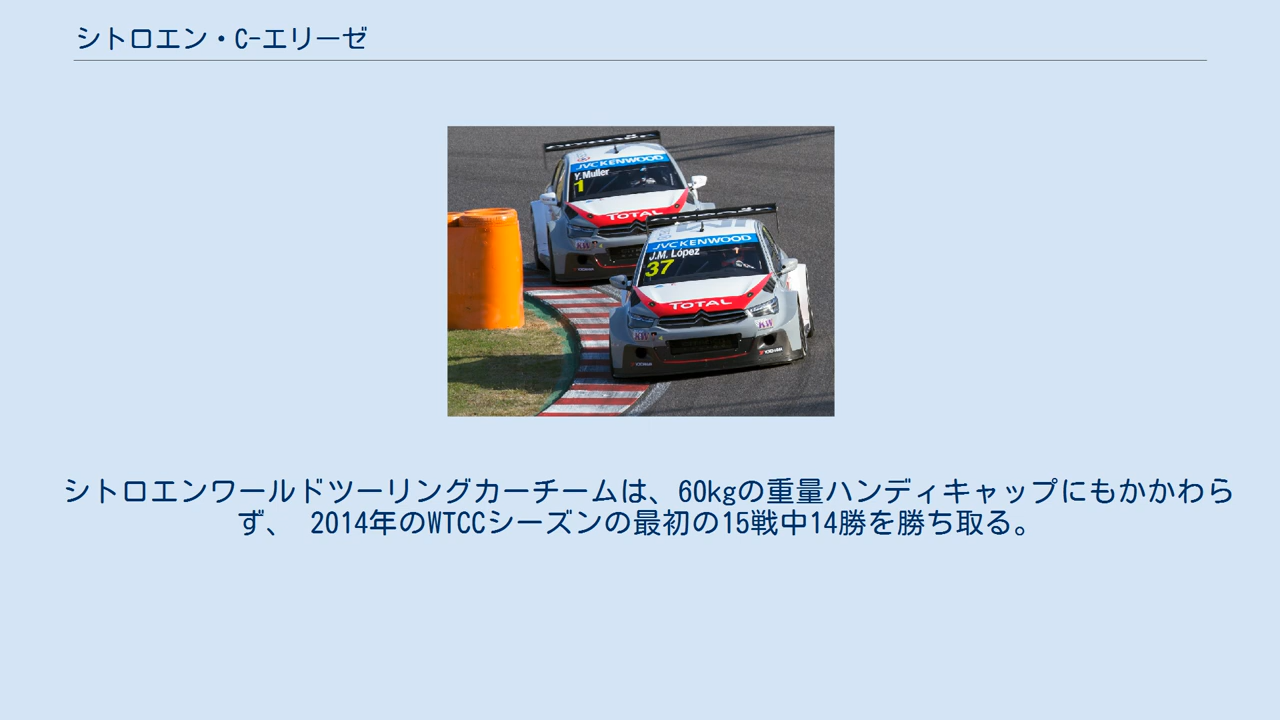 シトロエン・C-エリーゼ
JVCKENWOOD
Y. Muller
1
TOTAL
JVCKENWOOD
J.M. López
37
TOTAL
シトロエンワールドツーリングカーチームは、60kgの重量ハンディキャップにもかかわら
ず、 2014年のWTCCシーズンの最初の15戦中14勝を勝ち取る。